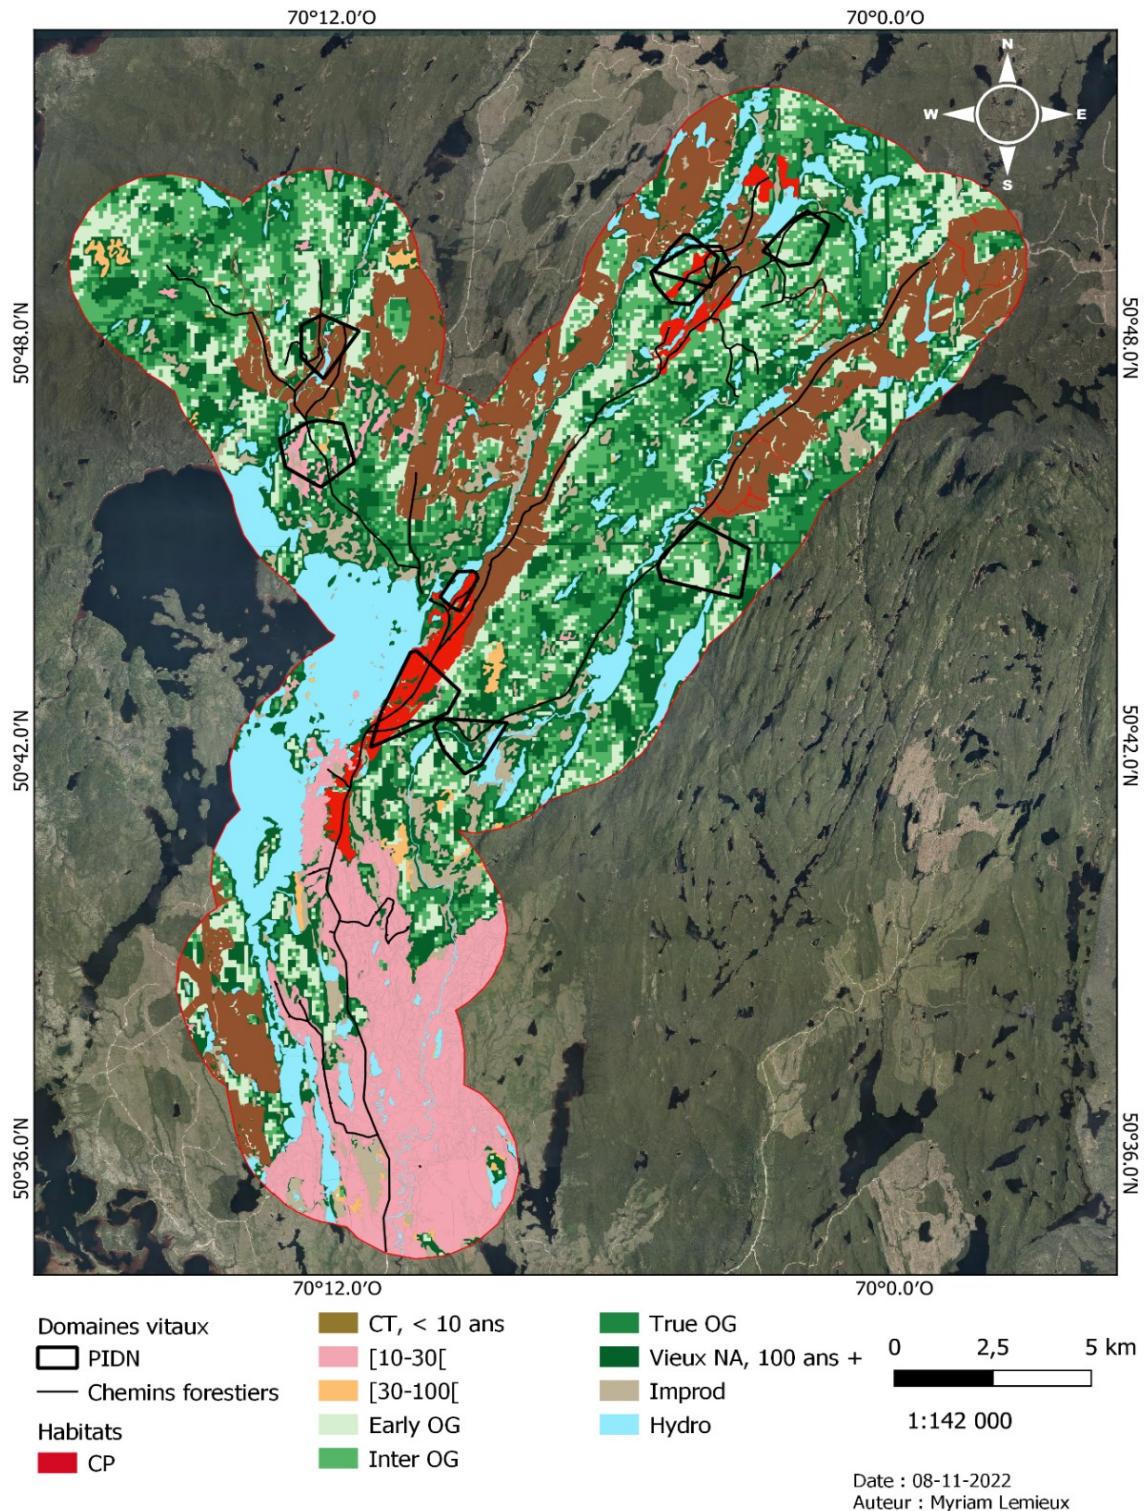 70°12.0'O 70°0.0'O
N
W E
S
50°48.0'N 50°48.0'N
50°42.0'N 50°42.0'N
50°36.0'N 50°36.0'N
70°12.0'O 70°0.0'O
Domaines vitaux
PIDN
Chemins forestiers
Habitats
CP
CT, < 10 ans
[10-30[
[30-100[
Early OG
Inter OG
True OG
Vieux NA, 100 ans +
Improd
Hydro
0 2,5 5 km
1:142 000
Date : 08-11-2022
Auteur : Myriam Lemieux